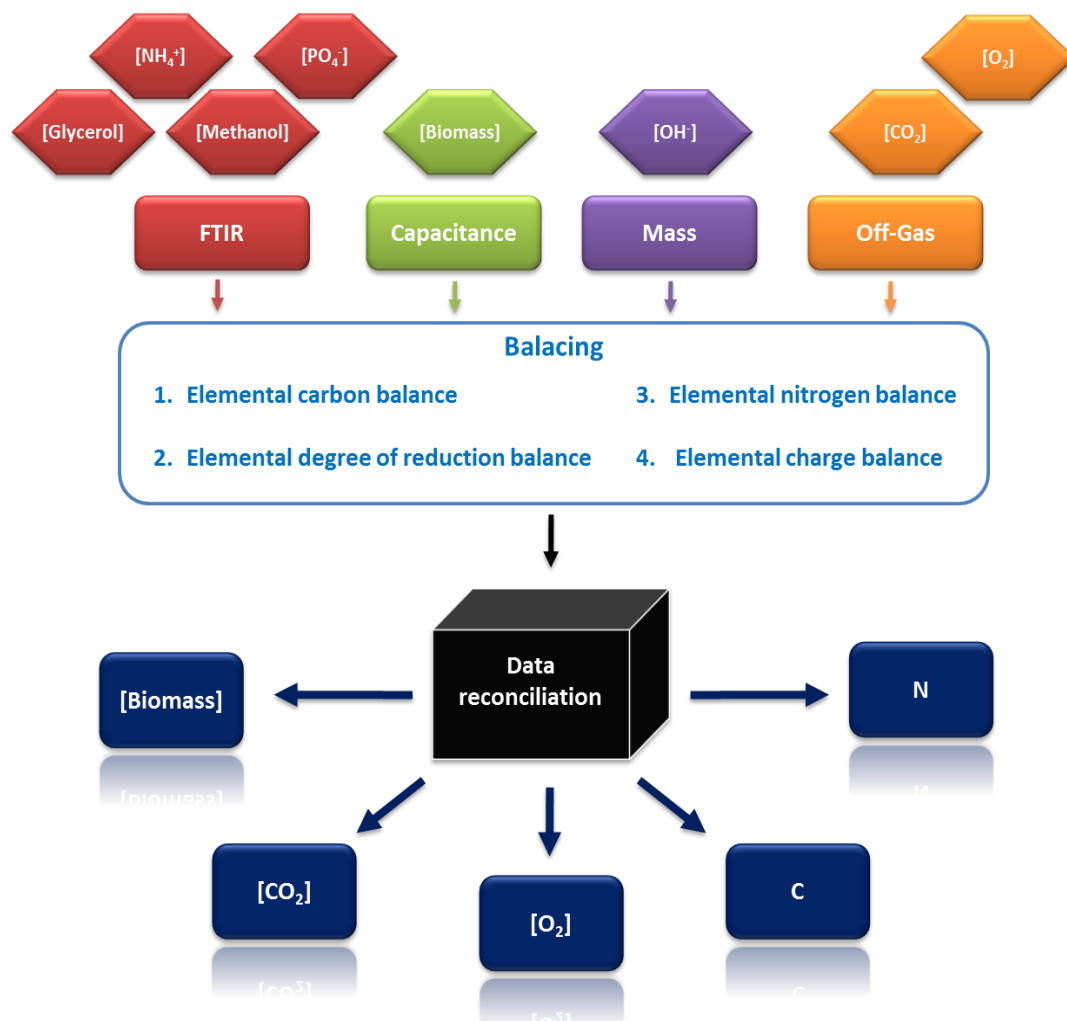 [NH₄⁺]
[PO₄⁻]
[O₂]
[Glycerol]
[Methanol]
[Biomass]
[OH⁻]
[CO₂]
FTIR
Capacitance
Mass
Off-Gas
Balacing
1. Elemental carbon balance
3. Elemental nitrogen balance
2. Elemental degree of reduction balance
4. Elemental charge balance
Data
reconciliation
[Biomass]
N
[CO₂]
[O₂]
C